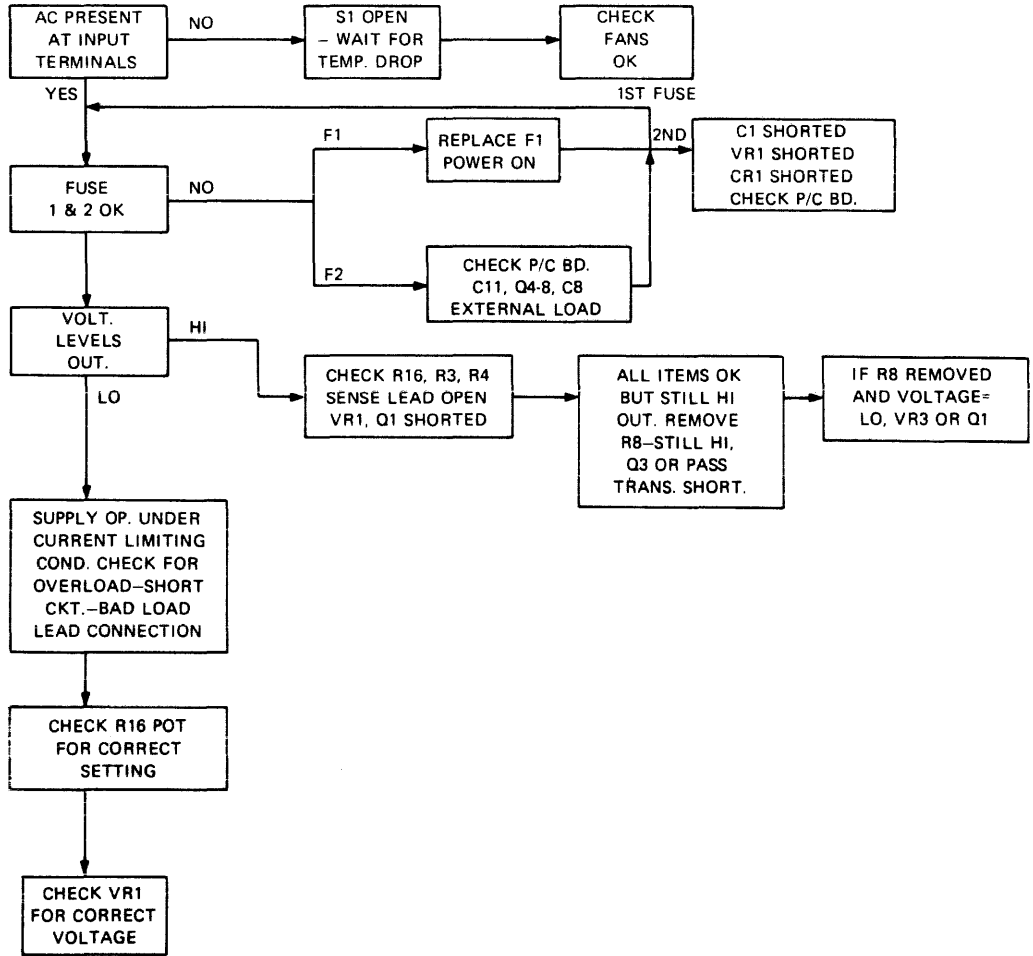 AC PRESENT
AT INPUT
TERMINALS
NO
S1 OPEN
– WAIT FOR
TEMP. DROP
CHECK
FANS
OK
YES
1ST FUSE
FUSE
1 & 2 OK
NO
F1
REPLACE F1
POWER ON
2ND
C1 SHORTED
VR1 SHORTED
CR1 SHORTED
CHECK P/C BD.
F2
CHECK P/C BD.
C11, Q4-8, C8
EXTERNAL LOAD
VOLT.
LEVELS
OUT.
HI
CHECK R16, R3, R4
SENSE LEAD OPEN
VR1, Q1 SHORTED
ALL ITEMS OK
BUT STILL HI
OUT. REMOVE
R8–STILL HI,
Q3 OR PASS
TRANS. SHORT.
IF R8 REMOVED
AND VOLTAGE=
LO, VR3 OR Q1
LO
SUPPLY OP. UNDER
CURRENT LIMITING
COND. CHECK FOR
OVERLOAD–SHORT
CKT.–BAD LOAD
LEAD CONNECTION
CHECK R16 POT
FOR CORRECT
SETTING
CHECK VR1
FOR CORRECT
VOLTAGE